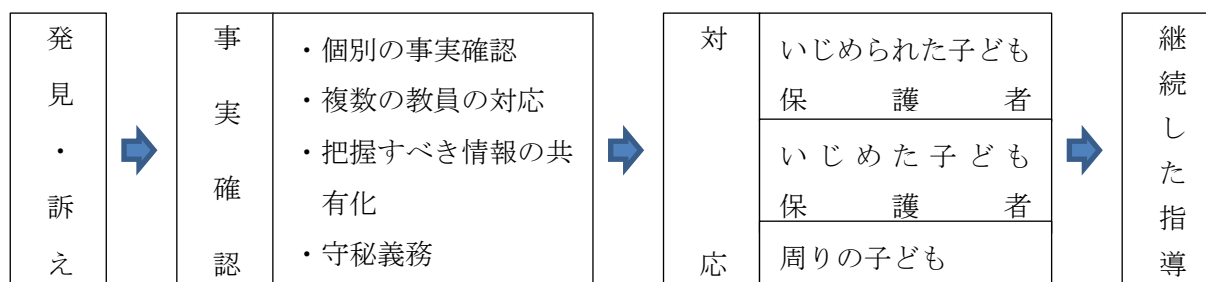 発見・訴え
事実確認
・個別の事実確認
・複数の教員の対応
・把握すべき情報の共
有化
・守秘義務
対応
いじめられた子ども
保護者
いじめた子ども
保護者
周りの子ども
継続した指導